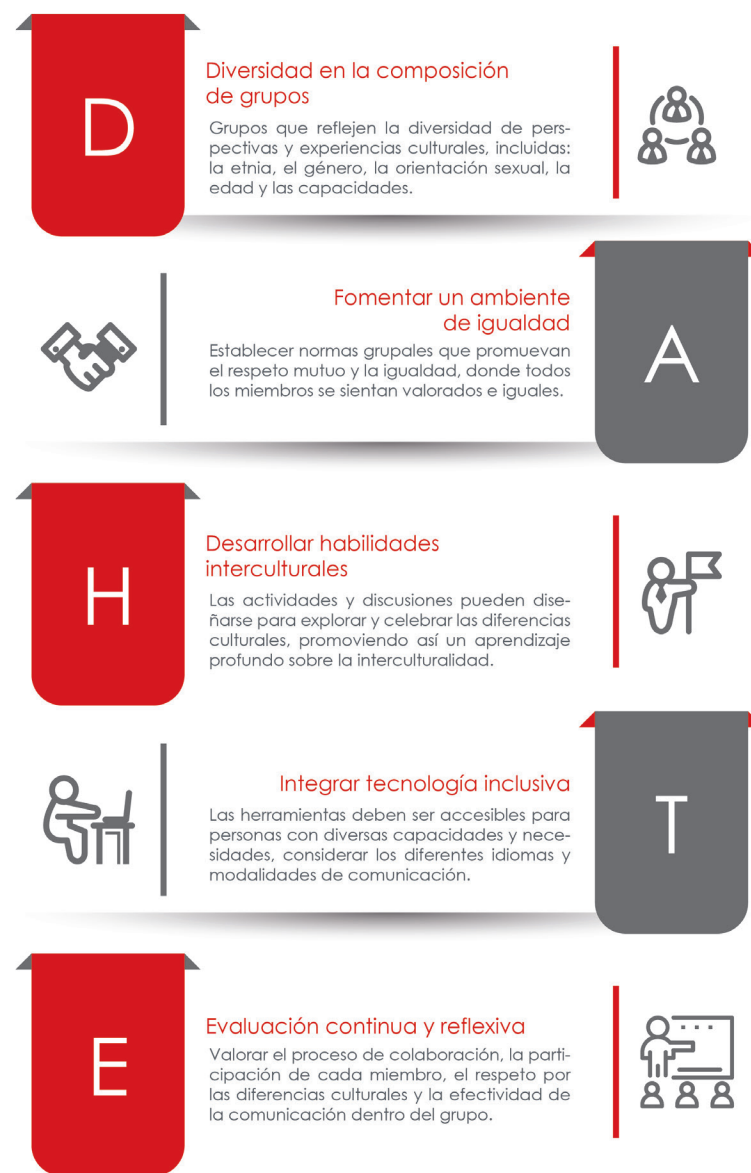 D
Diversidad en la composición
de grupos
Grupos que reflejen la diversidad de pers-
pectivas y experiencias culturales, incluidas:
la etnia, el género, la orientación sexual, la
edad y las capacidades.
Fomentar un ambiente
de igualdad
Establecer normas grupales que promuevan
el respeto mutuo y la igualdad, donde todos
los miembros se sientan valorados e iguales.
A
H
Desarrollar habilidades
interculturales
Las actividades y discusiones pueden dise-
ñarse para explorar y celebrar las diferencias
culturales, promoviendo así un aprendizaje
profundo sobre la interculturalidad.
Integrar tecnología inclusiva
Las herramientas deben ser accesibles para
personas con diversas capacidades y nece-
sidades, considerar los diferentes idiomas y
modalidades de comunicación.
T
E
Evaluación continua y reflexiva
Valorar el proceso de colaboración, la parti-
cipación de cada miembro, el respeto por
las diferencias culturales y la efectividad de
la comunicación dentro del grupo.